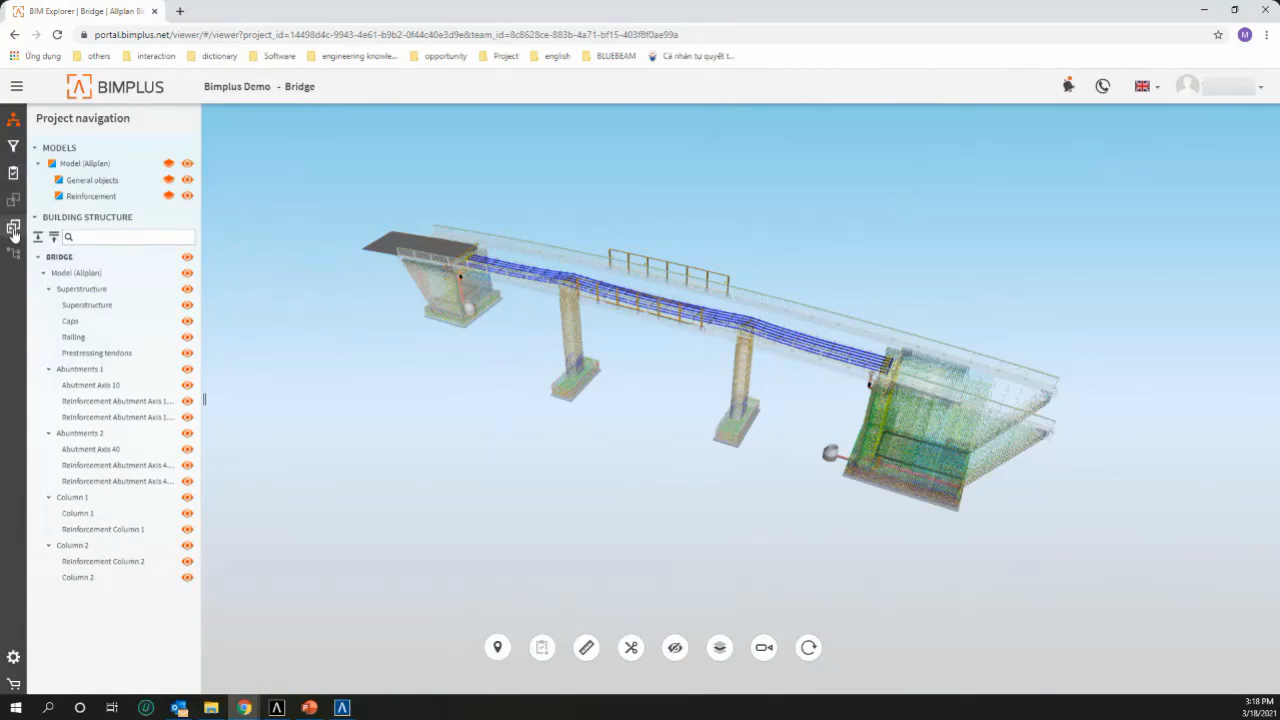 BIM Explorer | Bridge | Allplan Bi
portal.bimplus.net/viewer/#/viewer?project_id=14498d4c-9943-4e61-b9b2-0f44c40e3d9e&team_id=8c8628ce-883b-4a71-bf15-403f8f0ae99a
M
Ứng dụng others interaction dictionary Software engineering knowle... opportunity Project english BLUEBEAM Cá nhân tự quyết t...
BIMPLUS Bimplus Demo - Bridge
Project navigation
MODELS
Model (Allplan)
General objects
Reinforcement
BUILDING STRUCTURE
BRIDGE
Model (Allplan)
Superstructure
Superstructure
Caps
Railing
Prestressing tendons
Abuntments 1
Abutment Axis 10
Reinforcement Abutment Axis 1...
Reinforcement Abutment Axis 1...
Abuntments 2
Abutment Axis 40
Reinforcement Abutment Axis 4...
Reinforcement Abutment Axis 4...
Column 1
Column 1
Reinforcement Column 1
Column 2
Reinforcement Column 2
Column 2
3:18 PM
3/18/2021